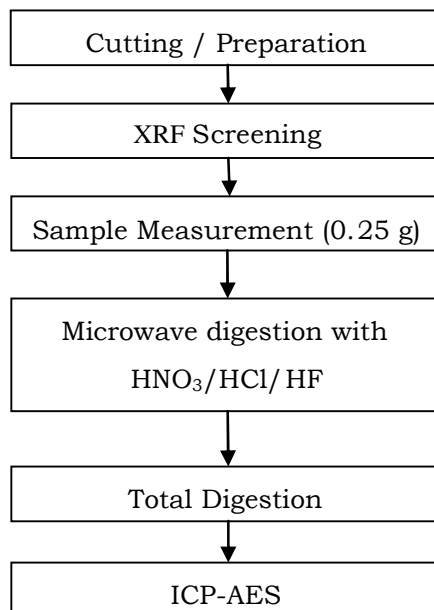 Cutting / Preparation
XRF Screening
Sample Measurement (0.25 g)
Microwave digestion with
HNO₃/HCl/ HF
Total Digestion
ICP-AES